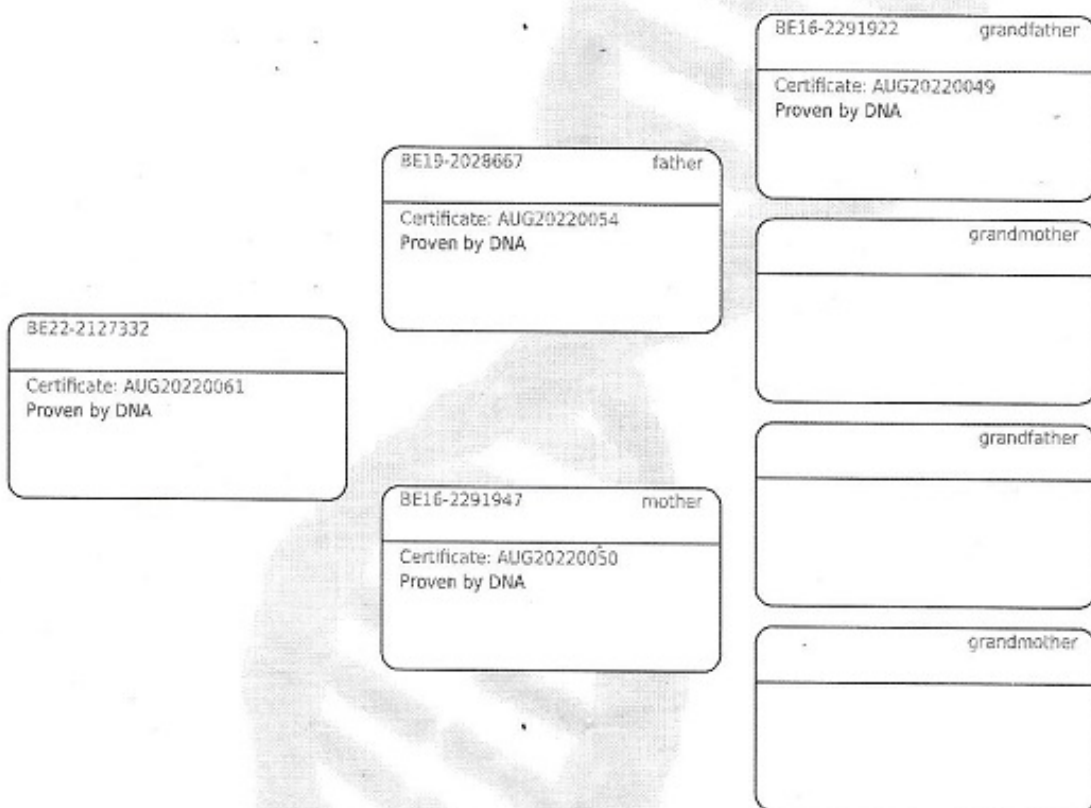 BE16-2291922 grandfather
Certificate: AUG20220049
Proven by DNA
BE19-2028667 father
Certificate: AUG20220054
Proven by DNA
grandmother
BE22-2127332
Certificate: AUG20220061
Proven by DNA
grandfather
BE16-2291947 mother
Certificate: AUG20220050
Proven by DNA
grandmother